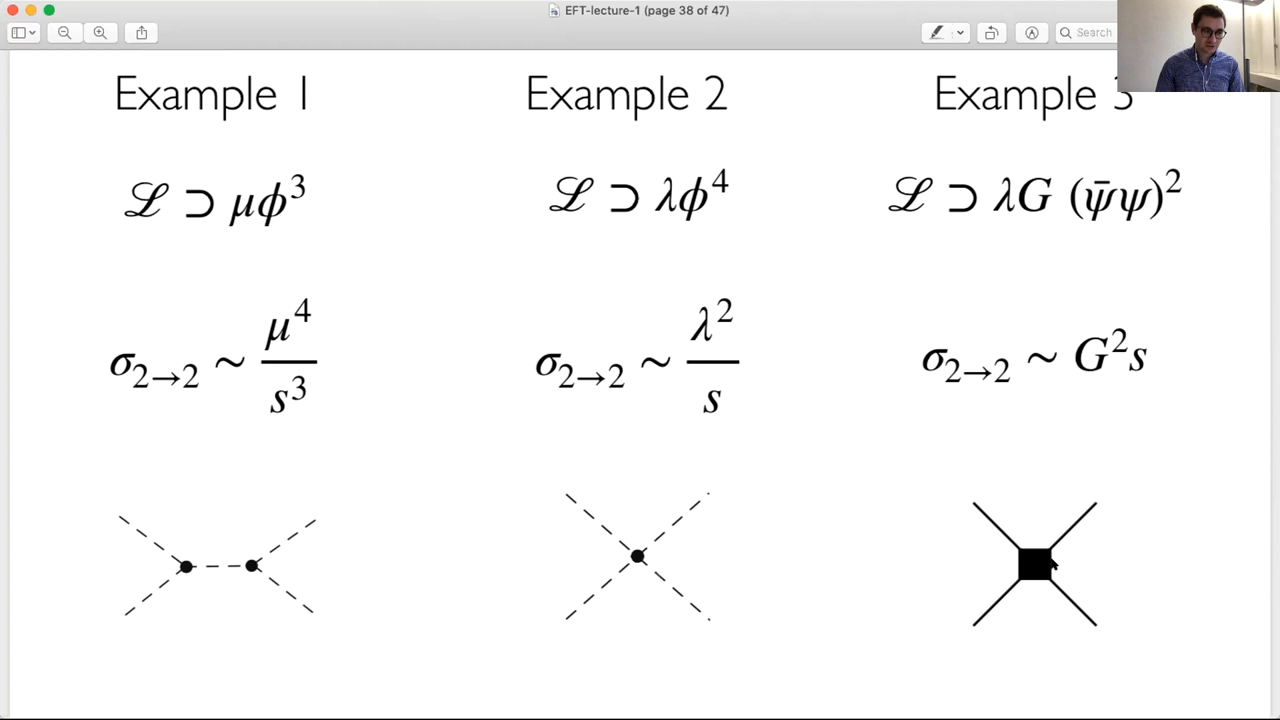 EFT-lecture-1 (page 38 of 47)
Search
Example 1
Example 2
Example 3
ℒ ⊃ μϕ³
ℒ ⊃ λϕ⁴
ℒ ⊃ λG (ψ̄ψ)²
σ₂→₂ ~ μ⁴/s³
σ₂→₂ ~ λ²/s
σ₂→₂ ~ G²s